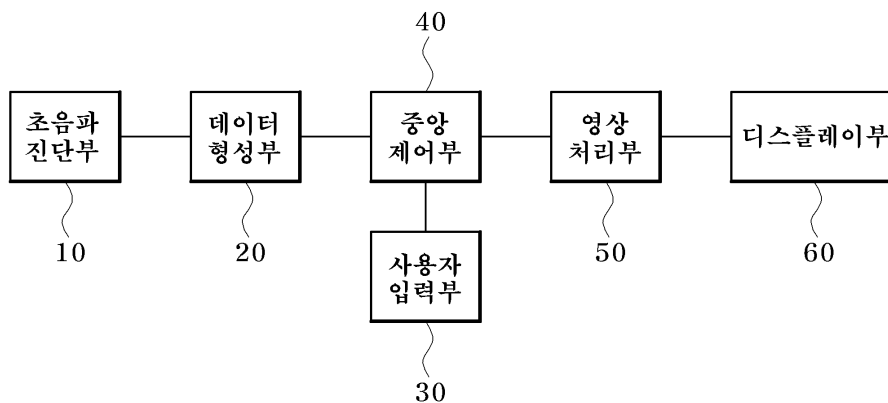 40
초음파
진단부
데이터
형성부
중앙
제어부
영상
처리부
디스플레이부
10
20
50
60
사용자
입력부
30